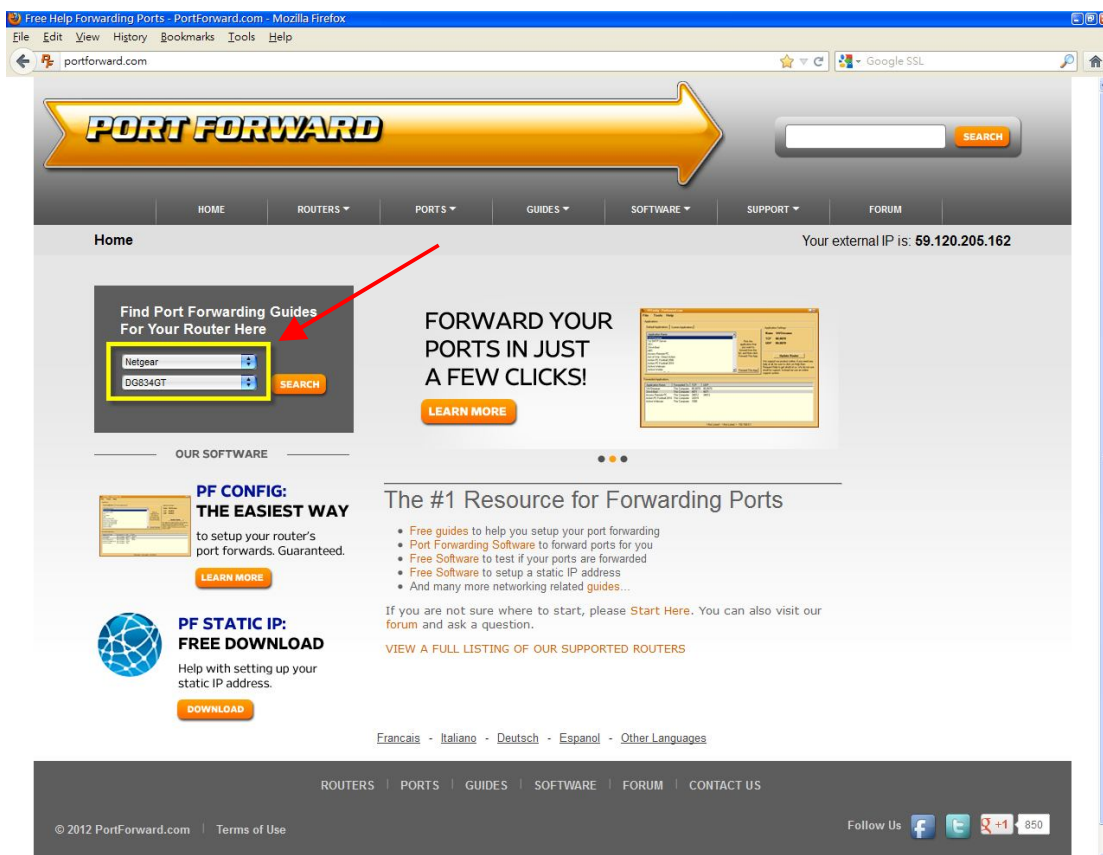 Free Help Forwarding Ports - PortForward.com - Mozilla Firefox
File Edit View History Bookmarks Tools Help
portforward.com
Google SSL
PORT FORWARD
SEARCH
HOME ROUTERS PORTS GUIDES SOFTWARE SUPPORT FORUM
Home
Your external IP is: 59.120.205.162
Find Port Forwarding Guides
For Your Router Here
Netgear
DG834GT
SEARCH
FORWARD YOUR
PORTS IN JUST
A FEW CLICKS!
LEARN MORE
OUR SOFTWARE
PF CONFIG:
THE EASIEST WAY
to setup your router's
port forwards. Guaranteed.
LEARN MORE
PF STATIC IP:
FREE DOWNLOAD
Help with setting up your
static IP address.
DOWNLOAD
The #1 Resource for Forwarding Ports
Free guides to help you setup your port forwarding
Port Forwarding Software to forward ports for you
Free Software to test if your ports are forwarded
Free Software to setup a static IP address
And many more networking related guides...
If you are not sure where to start, please Start Here. You can also visit our
forum and ask a question.
VIEW A FULL LISTING OF OUR SUPPORTED ROUTERS
Francais - Italiano - Deutsch - Espanol - Other Languages
ROUTERS PORTS GUIDES SOFTWARE FORUM CONTACT US
© 2012 PortForward.com Terms of Use
Follow Us
+1 850